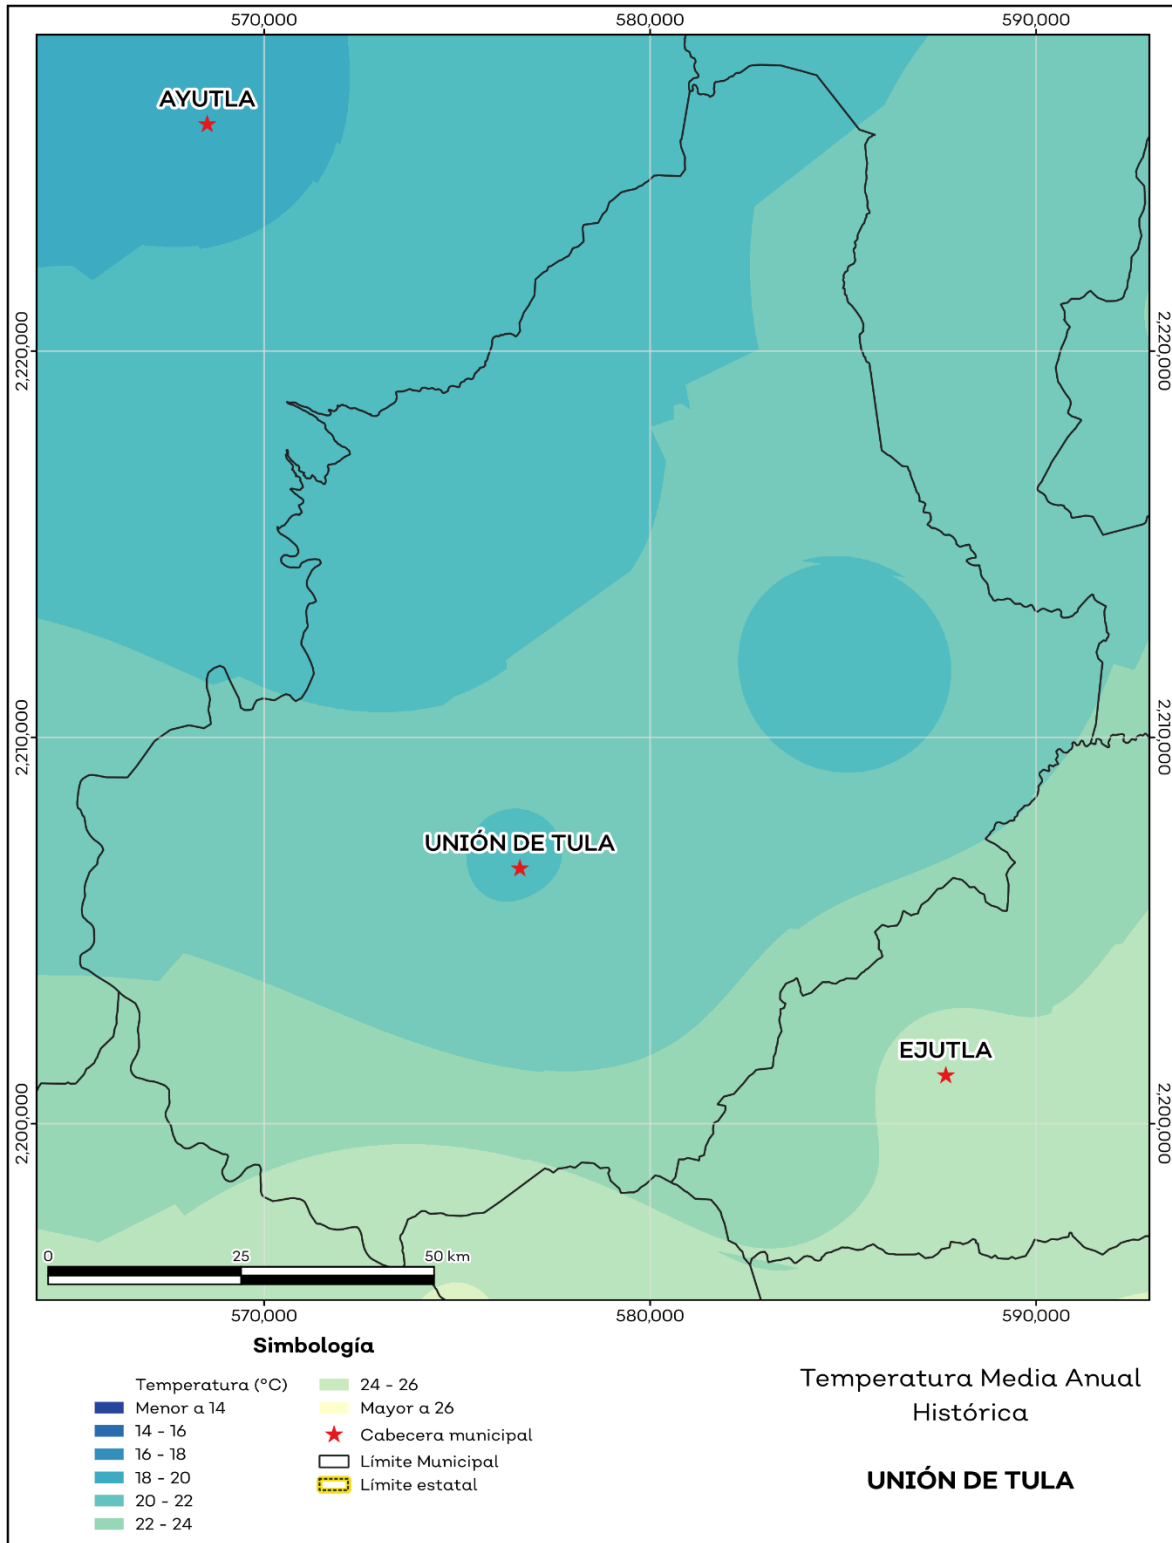 570,000
580,000
590,000
AYUTLA
2,220,000
2,220,000
2,210,000
2,210,000
UNIÓN DE TULA
EJUTLA
2,200,000
2,200,000
0
25
50 km
570,000
580,000
590,000
Simbología
Temperatura (°C)
Menor a 14
14 - 16
16 - 18
18 - 20
20 - 22
22 - 24
24 - 26
Mayor a 26
Cabecera municipal
Límite Municipal
Límite estatal
Temperatura Media Anual
Histórica
UNIÓN DE TULA